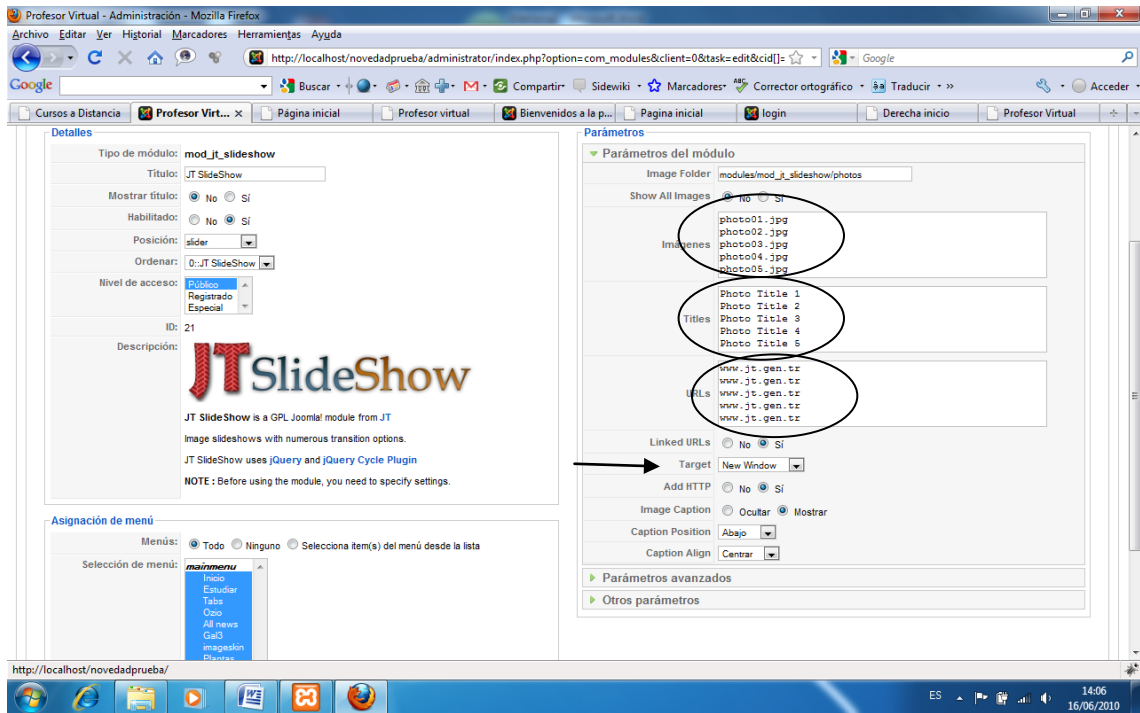 Profesor Virtual - Administración - Mozilla Firefox
Archivo Editar Ver Historial Marcadores Herramientas Ayuda
http://localhost/novedadprueba/administrator/index.php?option=com_modules&client=0&task=edit&cid[]=
Google
Google
Buscar
Compartir
Sidewiki
Marcadores
Corrector ortográfico
Traducir
»
Acceder
Cursos a Distancia
Profesor Virt...
Página inicial
Profesor virtual
Bienvenidos a la p...
Pagina inicial
login
Derecha inicio
Profesor Virtual
Detalles
Tipo de módulo: mod_jt_slideshow
Título: JT SlideShow
Mostrar título: No Sí
Habilitado: No Sí
Posición: slider
Ordenar: 0::JT SlideShow
Nivel de acceso: Público
Registrado
Especial
ID: 21
Descripción:
JT SlideShow
JT SlideShow is a GPL Joomla! module from JT
Image slideshows with numerous transition options.
JT SlideShow uses jQuery and jQuery Cycle Plugin
NOTE : Before using the module, you need to specify settings.
Asignación de menú
Menús: Todo Ninguno Selecciona item(s) del menú desde la lista
Selección de menú: mainmenu
Inicio
Estudiar
Tabs
Ozio
All news
Gal3
imageskin
Plantas
Parámetros
Parámetros del módulo
Image Folder modules/mod_jt_slideshow/photos
Show All Images No Sí
Imágenes
photo01.jpg
photo02.jpg
photo03.jpg
photo04.jpg
photo05.jpg
Titles
Photo Title 1
Photo Title 2
Photo Title 3
Photo Title 4
Photo Title 5
URLs
www.jt.gen.tr
www.jt.gen.tr
www.jt.gen.tr
www.jt.gen.tr
www.jt.gen.tr
Linked URLs No Sí
Target New Window
Add HTTP No Sí
Image Caption Ocultar Mostrar
Caption Position Abajo
Caption Align Centrar
Parámetros avanzados
Otros parámetros
http://localhost/novedadprueba/
ES
14:06
16/06/2010